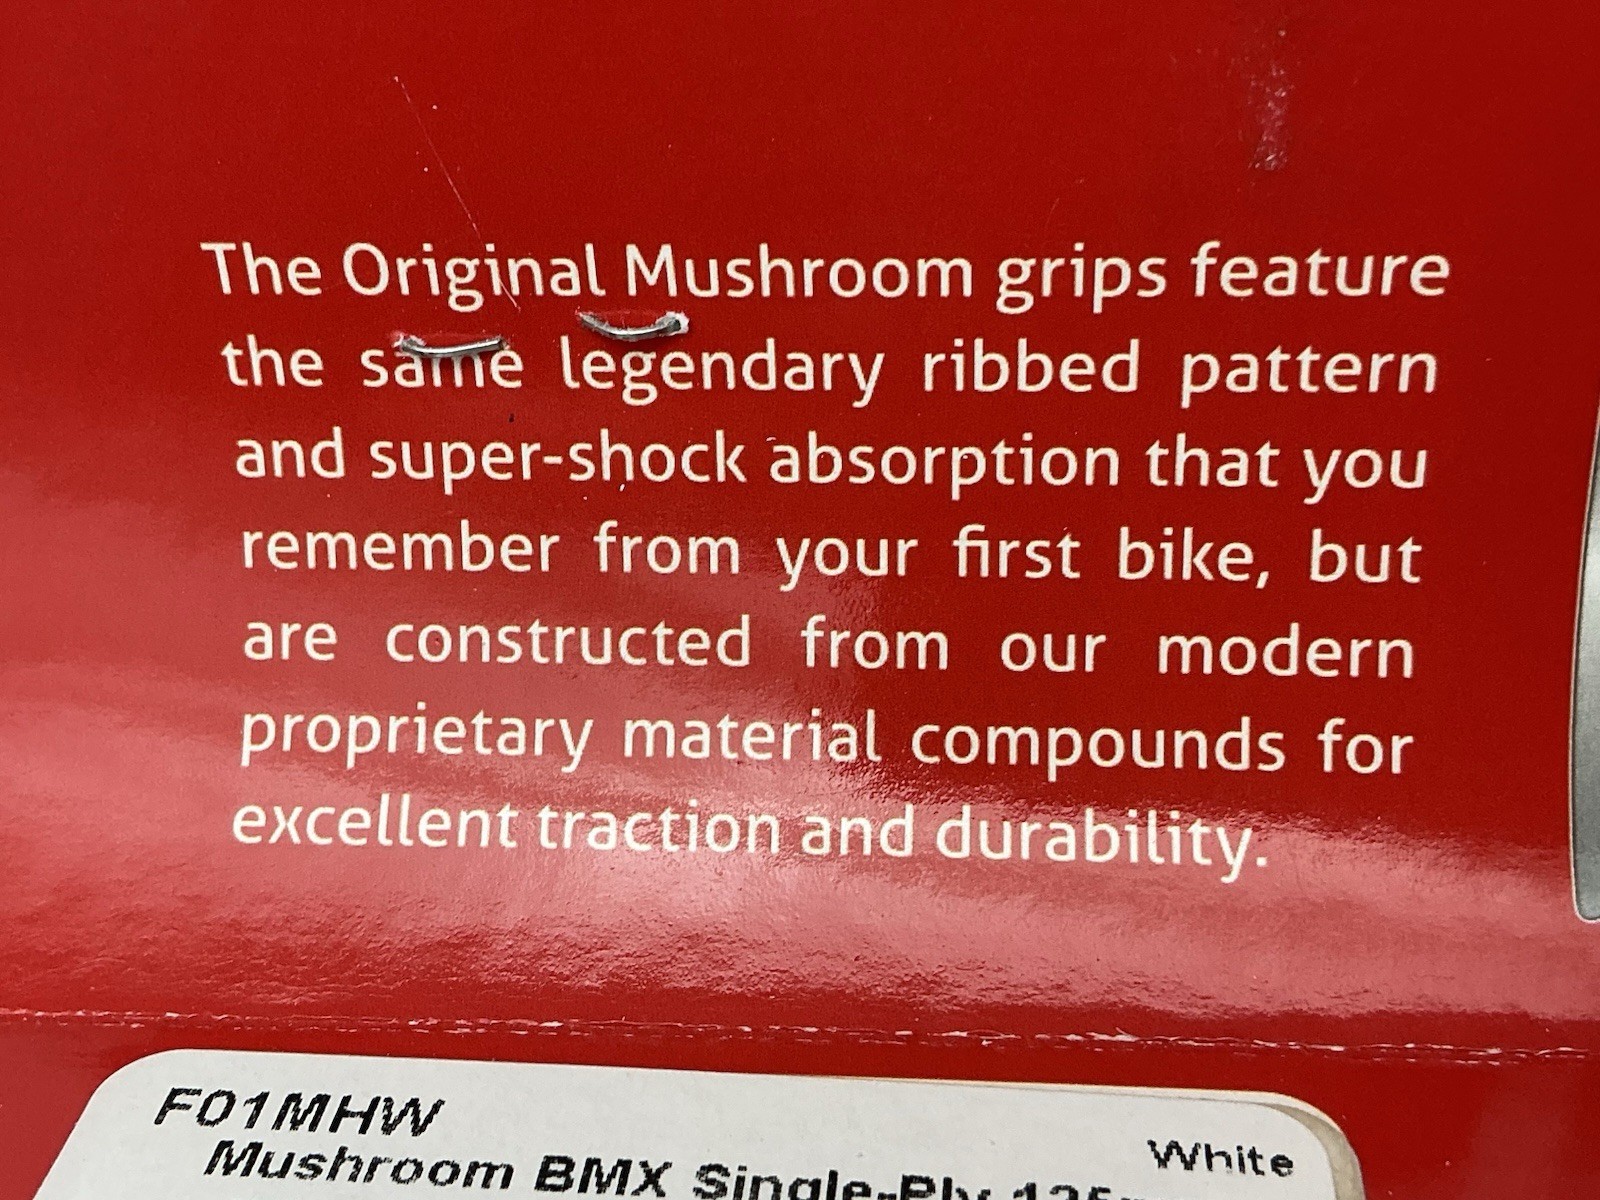 The Original Mushroom grips feature
the same legendary ribbed pattern
and super-shock absorption that you
remember from your first bike, but
are constructed from our modern
proprietary material compounds for
excellent traction and durability.
F01MHW
White
Mushroom BMX Single-Ply